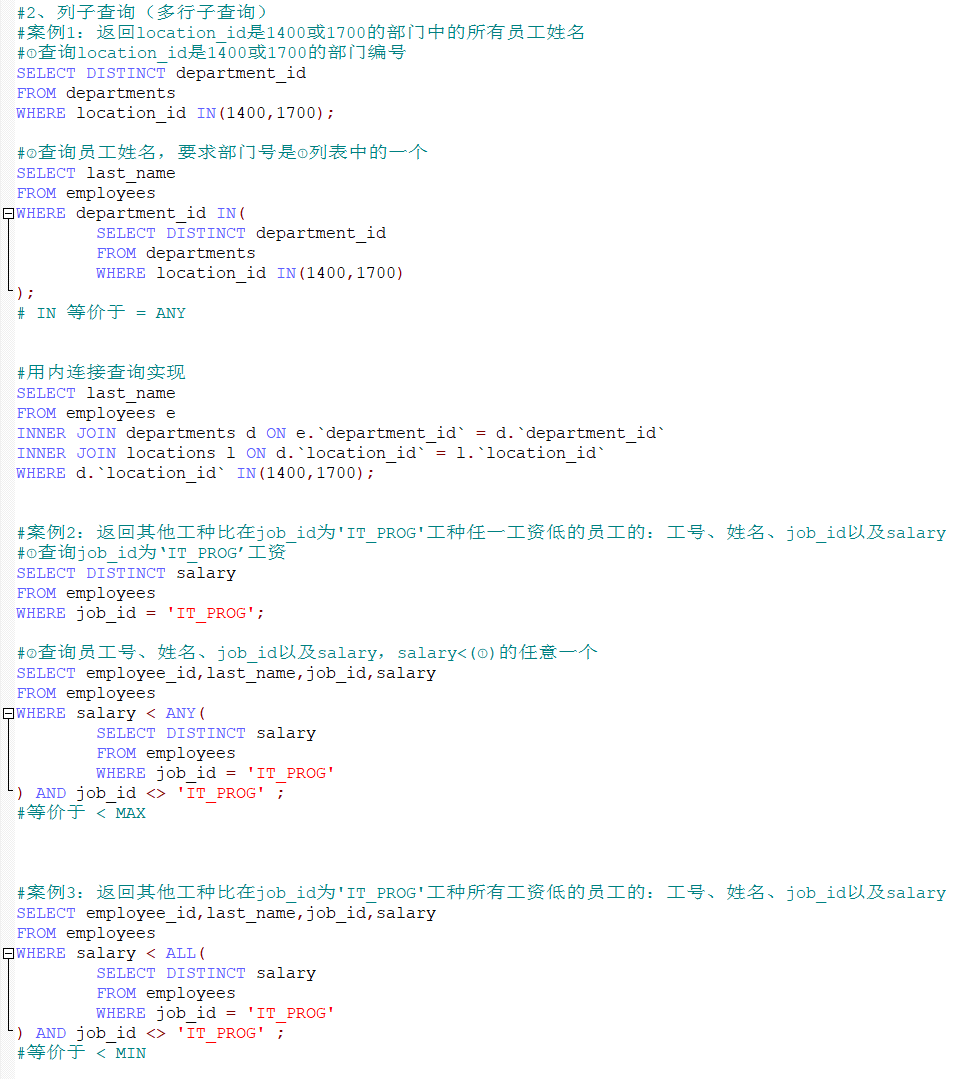 #2、列子查询（多行子查询）
#案例1：返回location_id是1400或1700的部门中的所有员工姓名
#①查询location_id是1400或1700的部门编号
SELECT DISTINCT department_id
FROM departments
WHERE location_id IN(1400,1700);
#②查询员工姓名，要求部门号是①列表中的一个
SELECT last_name
FROM employees
WHERE department_id IN(
SELECT DISTINCT department_id
FROM departments
WHERE location_id IN(1400,1700)
);
# IN 等价于 = ANY
#用内连接查询实现
SELECT last_name
FROM employees e
INNER JOIN departments d ON e.`department_id` = d.`department_id`
INNER JOIN locations l ON d.`location_id` = l.`location_id`
WHERE d.`location_id` IN(1400,1700);
#案例2：返回其他工种比在job_id为'IT_PROG'工种任一工资低的员工的：工号、姓名、job_id以及salary
#①查询job_id为‘IT_PROG’工资
SELECT DISTINCT salary
FROM employees
WHERE job_id = 'IT_PROG';
#②查询员工号、姓名、job_id以及salary，salary<(①)的任意一个
SELECT employee_id,last_name,job_id,salary
FROM employees
WHERE salary < ANY(
SELECT DISTINCT salary
FROM employees
WHERE job_id = 'IT_PROG'
) AND job_id <> 'IT_PROG' ;
#等价于 < MAX
#案例3：返回其他工种比在job_id为'IT_PROG'工种所有工资低的员工的：工号、姓名、job_id以及salary
SELECT employee_id,last_name,job_id,salary
FROM employees
WHERE salary < ALL(
SELECT DISTINCT salary
FROM employees
WHERE job_id = 'IT_PROG'
) AND job_id <> 'IT_PROG' ;
#等价于 < MIN